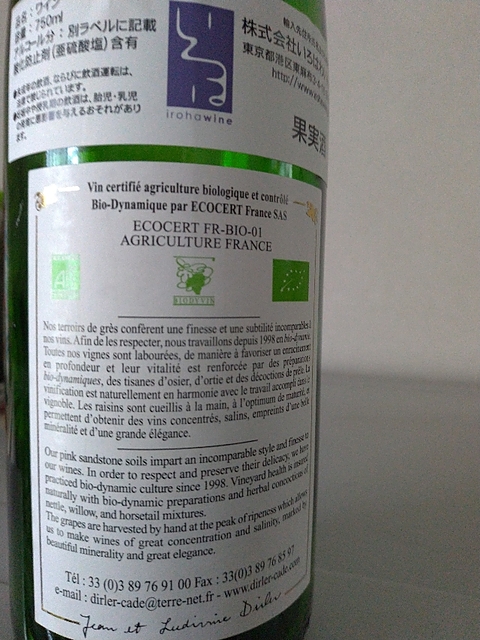 品名：ワイン
容量：750ml
アルコール分：別ラベルに記載
酸化防止剤(亜硫酸塩)含有
いろは
irohawine
株式会社いろはわ
東京都港区東麻布3-4-
http://www
果実酒
Vin certifié agriculture biologique et contrôlé
Bio-Dynamique par ECOCERT France SAS
ECOCERT FR-BIO-01
AGRICULTURE FRANCE
AB
BIODYVIN
Nos terroirs de grès confèrent une finesse et une subtilité incomparables à
nos vins. Afin de les respecter, nous travaillons depuis 1998 en bio-dynamie.
Toutes nos vignes sont labourées, de manière à favoriser un enracinement
en profondeur et leur vitalité est renforcée par des préparations
bio-dynamiques, des tisanes d'osier, d'ortie et des décoctions de prêle. La
vinification est naturellement en harmonie avec le travail accompli dans le
vignoble. Les raisins sont cueillis à la main, à l'optimum de maturité, et
permettent d'obtenir des vins concentrés, salins, empreints d'une belle
minéralité et d'une grande élégance.
Our pink sandstone soils impart an incomparable style and finesse to
our wines. In order to respect and preserve their delicacy, we have
practiced bio-dynamic culture since 1998. Vineyard health is assured
naturally with bio-dynamic preparations and herbal concoctions of
nettle, willow, and horsetail mixtures.
The grapes are harvested by hand at the peak of ripeness which allows
us to make wines of great concentration and salinity, marked by
beautiful minerality and great elegance.
Tél : 33 (0)3 89 76 91 00 Fax : 33(0)3 89 76 85 97
e-mail : dirler-cade@terre-net.fr - www.dirler-cade.com
Jean et Ludivine Dirler